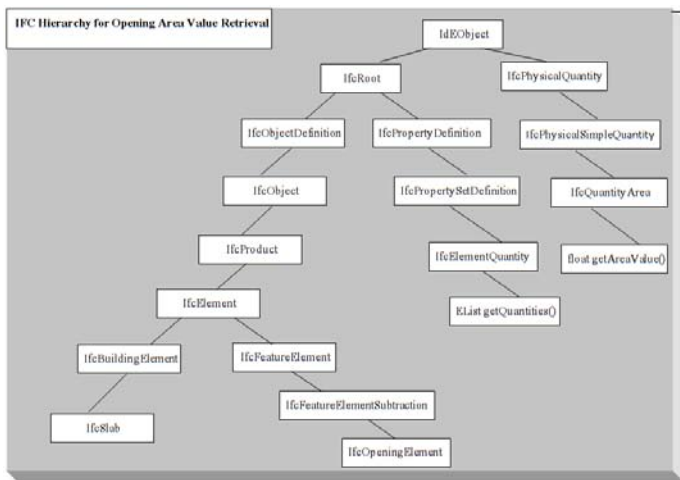 IFC Hierarchy for Opening Area Value Retrieval
IdEObject
IfcRoot
IfcPhysicalQuantity
IfcObjectDefinition
IfcPropertyDefinition
IfcPhysicalSimpleQuantity
IfcObject
IfcPropertySetDefinition
IfcQuantityArea
IfcProduct
IfcElementQuantity
float getAreaValue()
IfcElement
EList getQuantities()
IfcBuildingElement
IfcFeatureElement
IfcFeatureElementSubtraction
IfcSlab
IfcOpeningElement